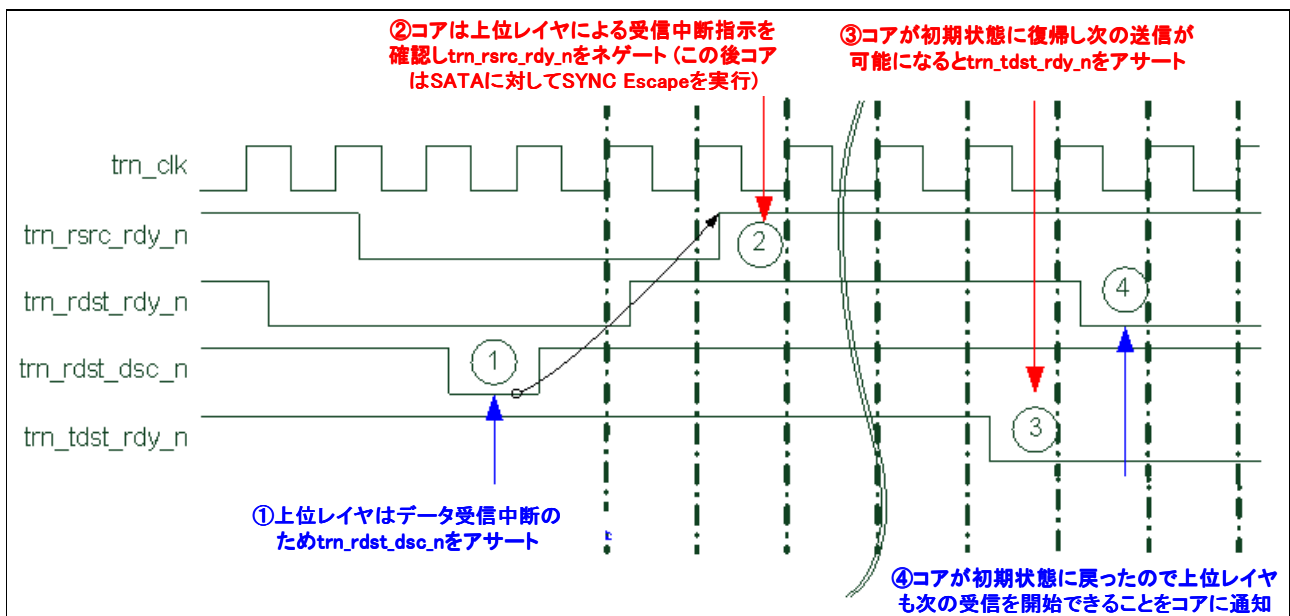 ②コアは上位レイヤによる受信中断指示を
確認しtrn_rsrc_rdy_nをネゲート (この後コア
はSATAに対してSYNC Escapeを実行)
③コアが初期状態に復帰し次の送信が
可能になるとtrn_tdst_rdy_nをアサート
trn_clk
trn_rsrc_rdy_n
②
trn_rdst_rdy_n
④
trn_rdst_dsc_n
①
trn_tdst_rdy_n
③
①上位レイヤはデータ受信中断の
ためtrn_rdst_dsc_nをアサート
④コアが初期状態に戻ったので上位レイヤ
も次の受信を開始できることをコアに通知